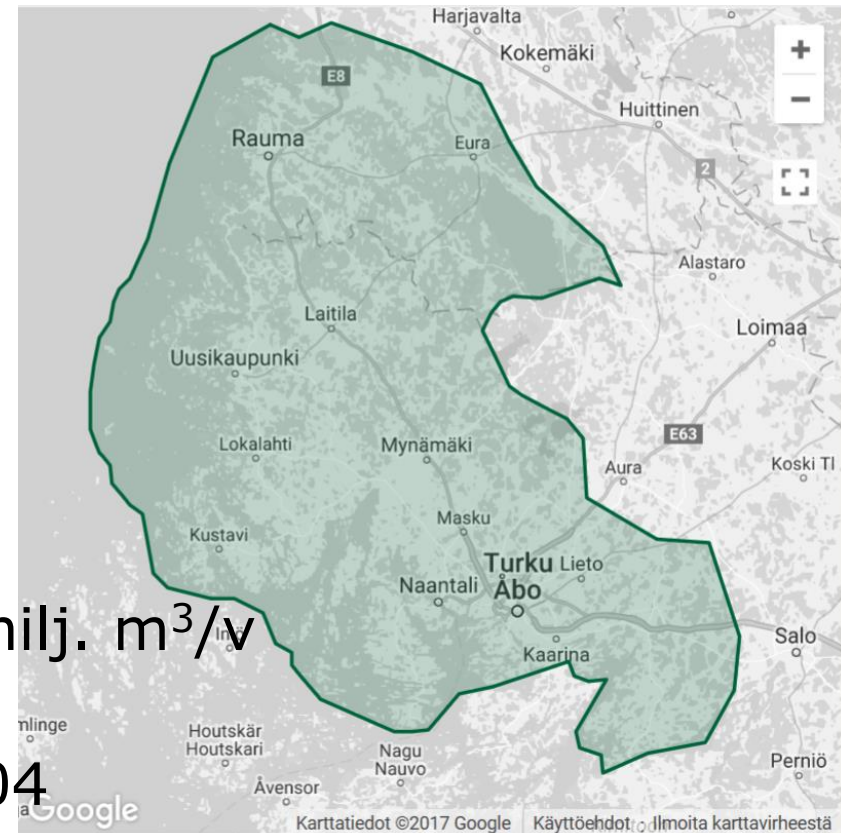 Harjavalta
Kokemäki
+
−
E8
Huittinen
Rauma
Eura
2
Alastaro
Laitila
Loimaa
Uusikaupunki
E63
Lokalahti
Mynämäki
Aura
Koski Tl
Kustavi
Masku
Turku
Åbo
Lieto
Naantali
milj. m³/v
Kaarina
Salo
Houtskär
Houtskari
Nagu
Nauvo
Perniö
Åvensor
04
Google
Karttatiedot ©2017 Google
Käyttöehdot
Ilmoita karttavirheestä